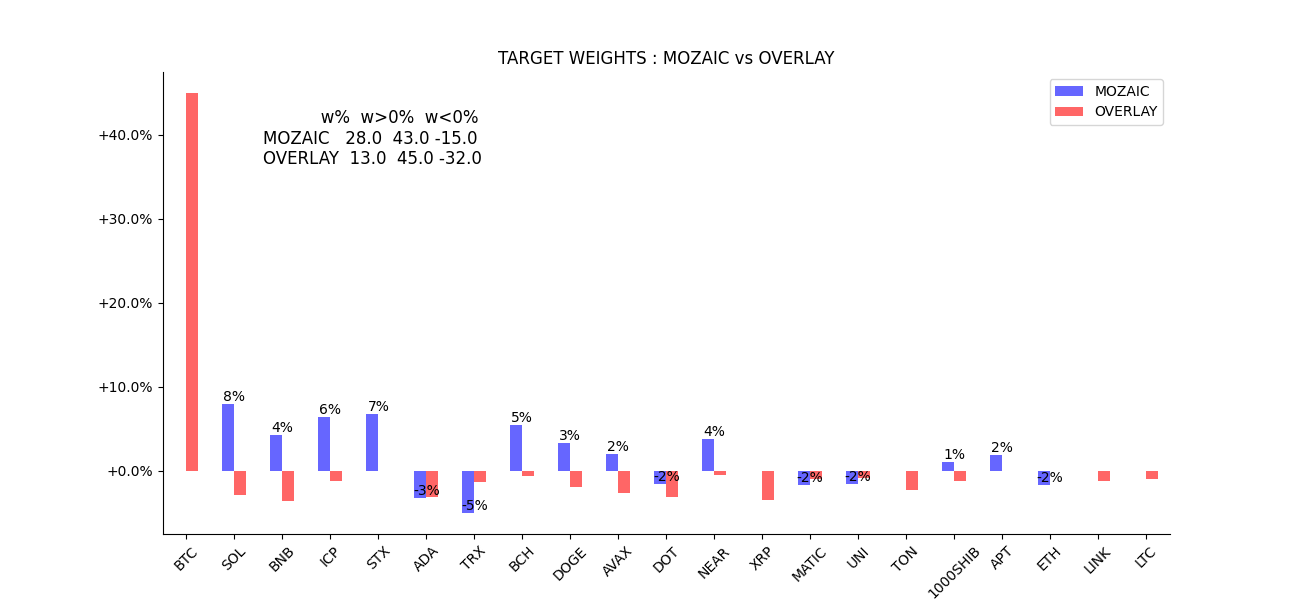 TARGET WEIGHTS : MOZAIC vs OVERLAY
MOZAIC
OVERLAY
w% w>0% w<0%
MOZAIC 28.0 43.0 -15.0
OVERLAY 13.0 45.0 -32.0
+40.0%
+30.0%
+20.0%
+10.0%
+0.0%
8%
4%
6%
7%
-3%
-5%
5%
3%
2%
-2%
4%
-2%
-2%
1%
2%
-2%
BTC
SOL
BNB
ICP
STX
ADA
TRX
BCH
DOGE
AVAX
DOT
NEAR
XRP
MATIC
UNI
TON
1000SHIB
APT
ETH
LINK
LTC